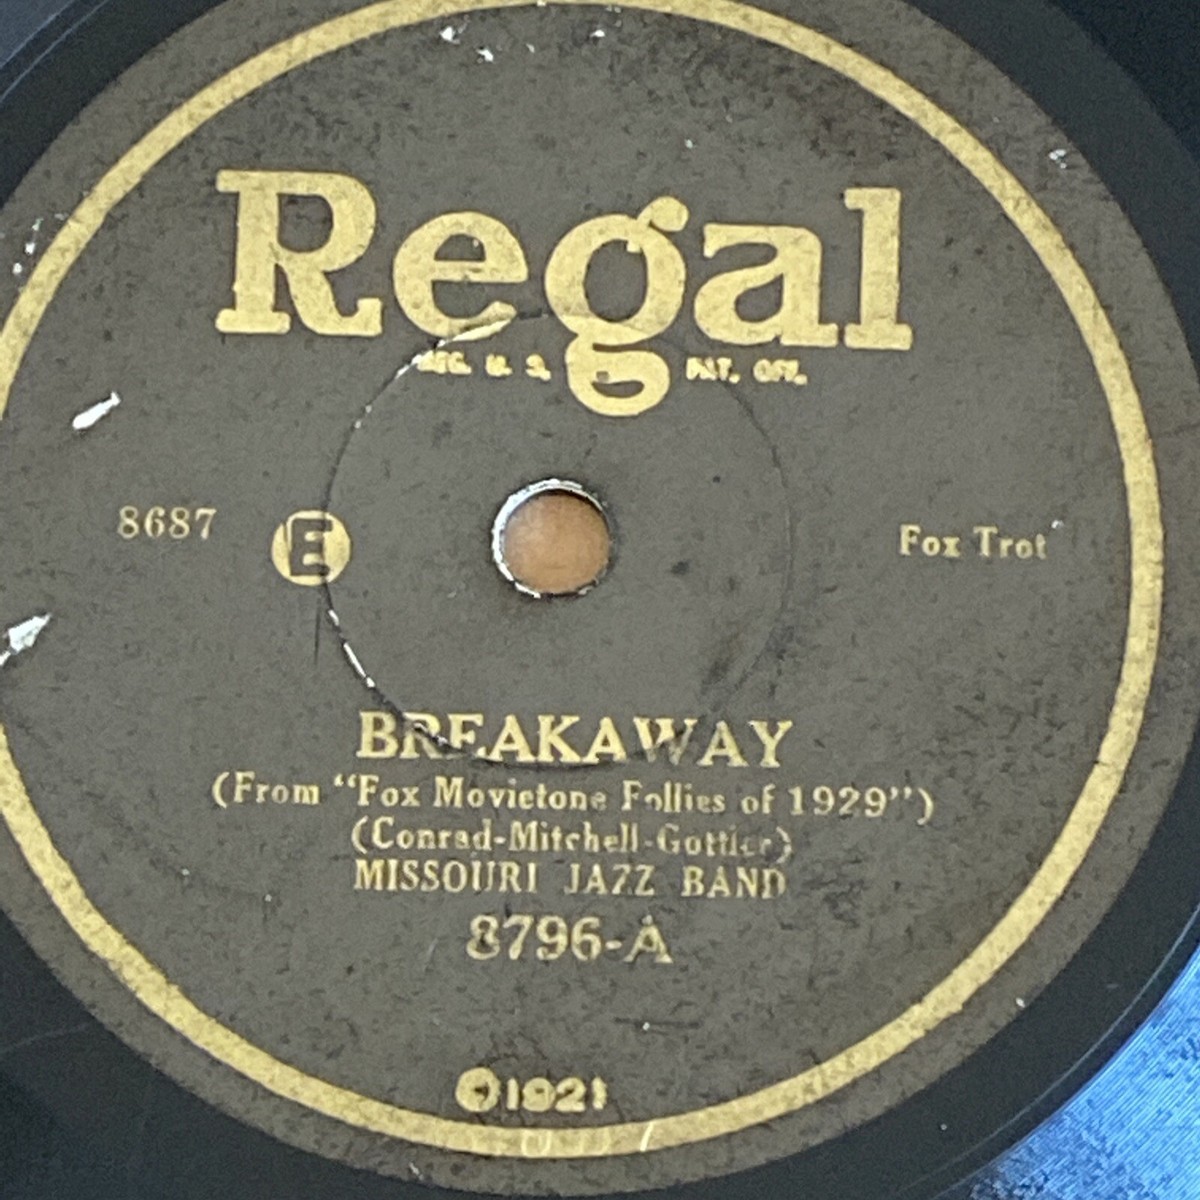 Regal
REG. U. S. PAT. OFF.
8687 E Fox Trot
BREAKAWAY
(From "Fox Movietone Follies of 1929")
(Conrad-Mitchell-Gottler)
MISSOURI JAZZ BAND
8796-A
©1921